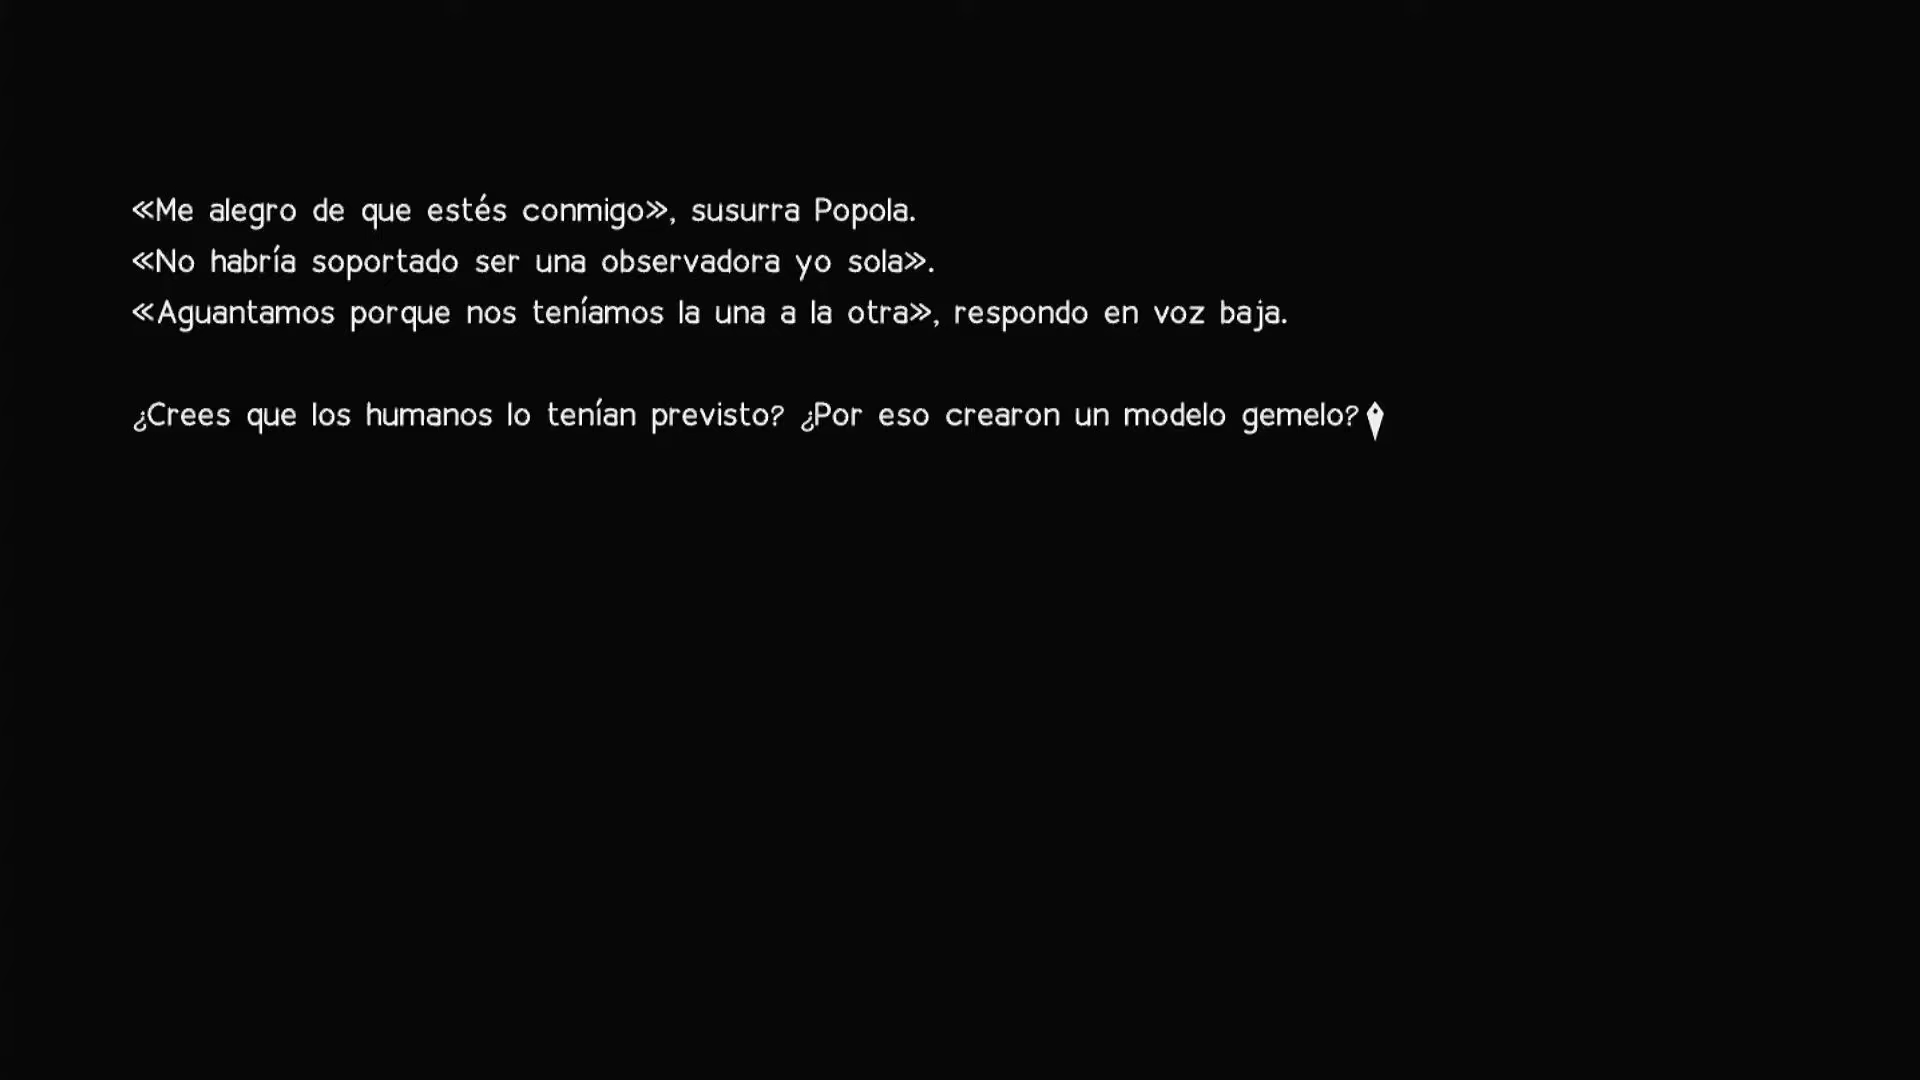 «Me alegro de que estés conmigo», susurra Popola.
«No habría soportado ser una observadora yo sola».
«Aguantamos porque nos teníamos la una a la otra», respondo en voz baja.
¿Crees que los humanos lo tenían previsto? ¿Por eso crearon un modelo gemelo?